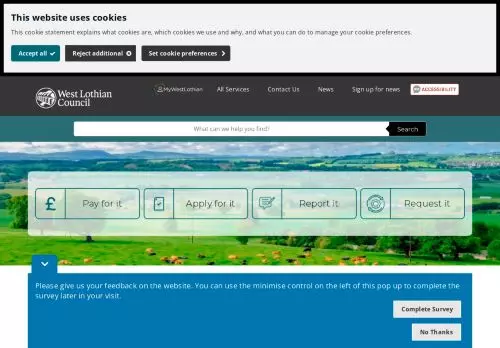 This website uses cookies
This cookie statement explains what cookies are, which cookies we use and why, and what you can do to manage your cookie preferences.
Accept all
Reject additional
Set cookie preferences
West Lothian
Council
MyWestLothian
All Services
Contact Us
News
Sign up for news
ACCESSIBILITY
What can we help you find?
Search
£ Pay for it
Apply for it
Report it
Request it
Please give us your feedback on the website. You can use the minimise control on the left of this pop up to complete the
survey later in your visit.
Complete Survey
No Thanks